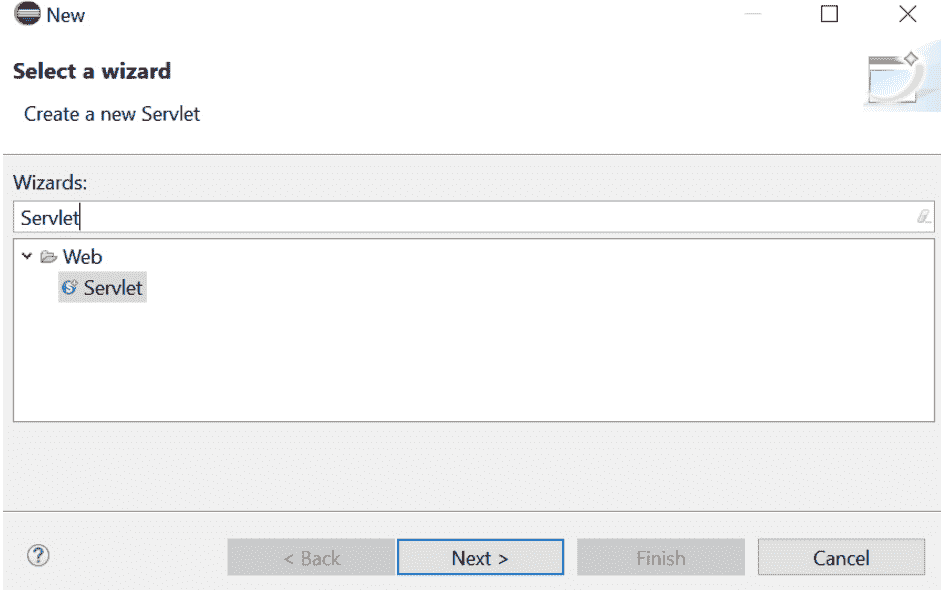 New
Select a wizard
Create a new Servlet
Wizards:
Servlet
Web
Servlet
?
< Back Next > Finish Cancel